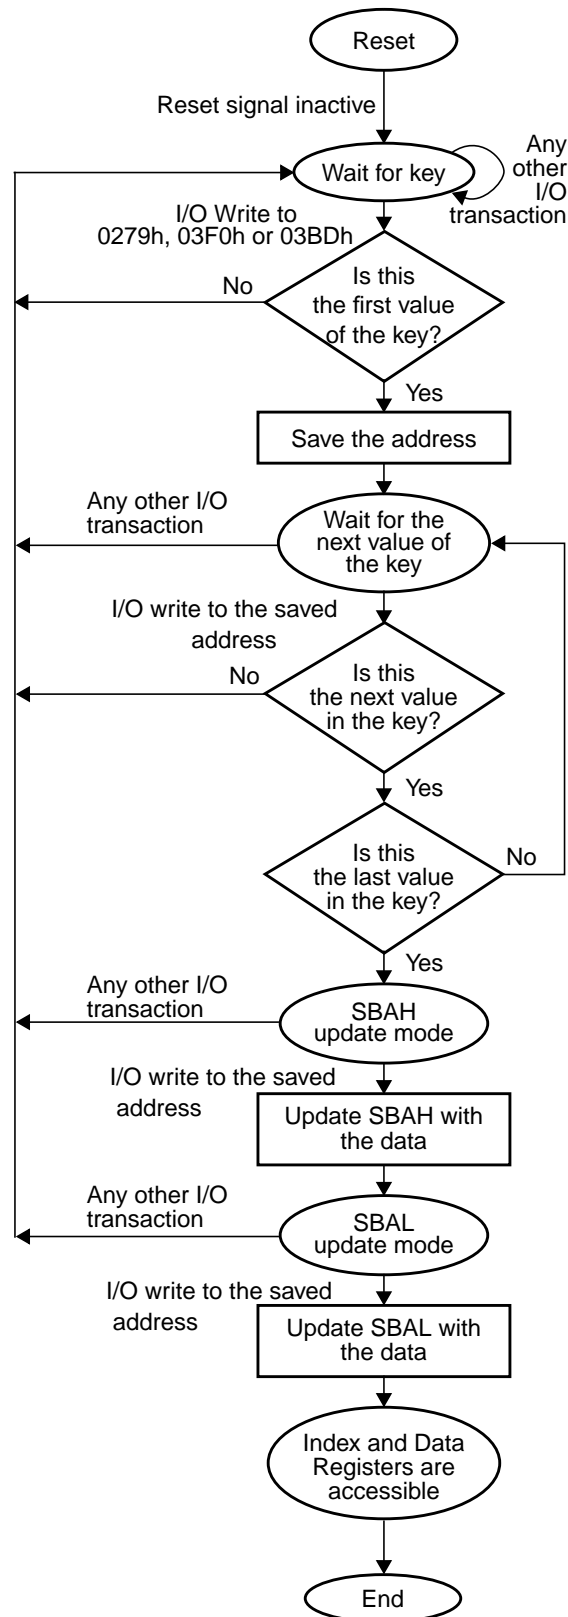 Reset
Reset signal inactive
Wait for key
Any
other
I/O
transaction
I/O Write to
0279h, 03F0h or 03BDh
Is this
the first value
of the key?
No
Yes
Save the address
Any other I/O
transaction
Wait for the
next value of
the key
I/O write to the saved
address
No
Is this
the next value
in the key?
Yes
Is this
the last value
in the key?
No
Yes
Any other I/O
transaction
SBAH
update mode
I/O write to the saved
address
Update SBAH with
the data
Any other I/O
transaction
SBAL
update mode
I/O write to the saved
address
Update SBAL with
the data
Index and Data
Registers are
accessible
End